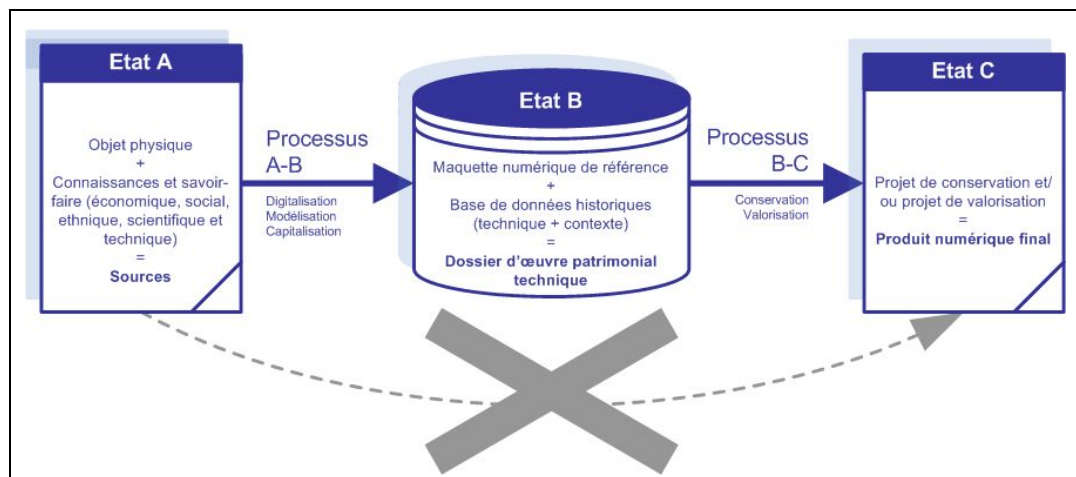 Etat A
Objet physique
+
Connaissances et savoir-
faire (économique, social,
ethnique, scientifique et
technique)
=
Sources
Processus
A-B
Digitalisation
Modélisation
Capitalisation
Etat B
Maquette numérique de référence
+
Base de données historiques
(technique + contexte)
=
Dossier d'œuvre patrimonial
technique
Processus
B-C
Conservation
Valorisation
Etat C
Projet de conservation et/
ou projet de valorisation
=
Produit numérique final